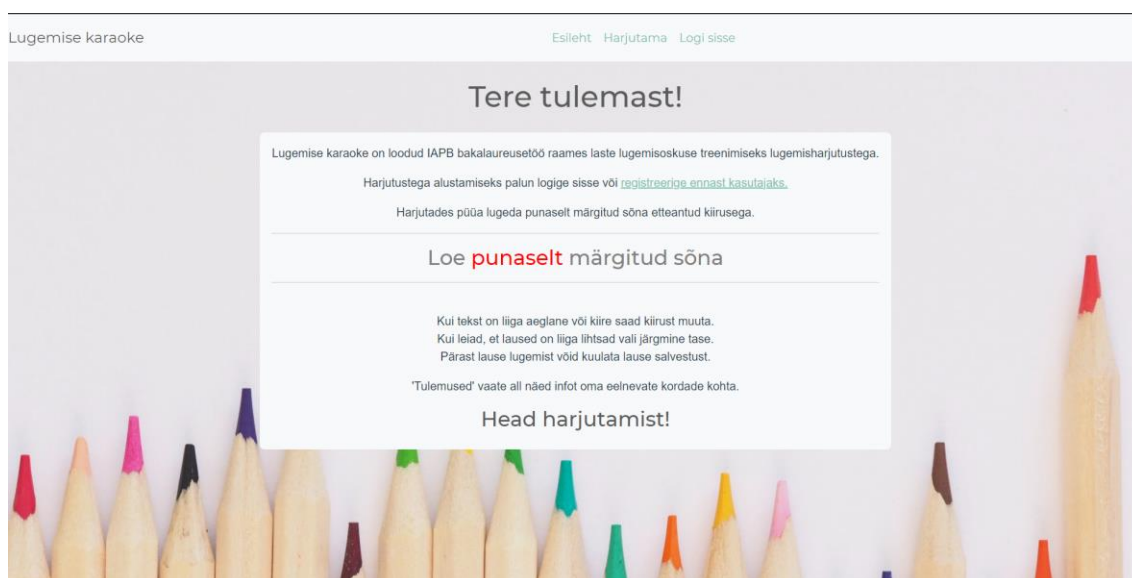 Lugemise karaoke
Esileht Harjutama Logi sisse
Tere tulemast!
Lugemise karaoke on loodud IAPB bakalaureusetöö raames laste lugemisoskuse treenimiseks lugemisharjutustega.
Harjutustega alustamiseks palun logige sisse või registreerige ennast kasutajaks.
Harjutades püüa lugeda punaselt märgitud sõna etteantud kiirusega.
Loe punaselt märgitud sõna
Kui tekst on liiga aeglane või kiire saad kiirust muuta.
Kui leiad, et laused on liiga lihtsad vali järgmine tase.
Pärast lause lugemist võid kuulata lause salvestust.
'Tulemused' vaate all näed infot oma eelnevate kordade kohta.
Head harjutamist!